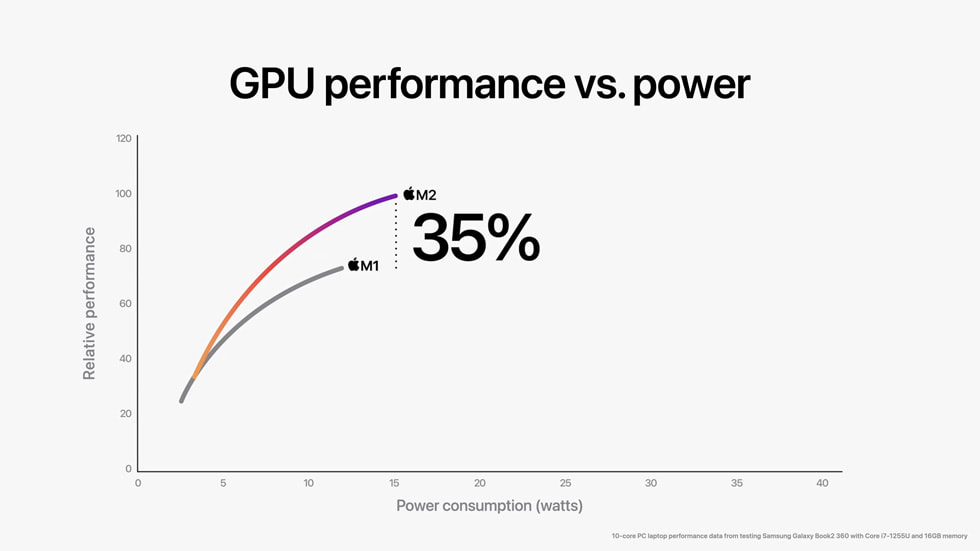 GPU performance vs. power
120
100
80
60
40
20
0
Relative performance
M2
35%
M1
0 5 10 15 20 25 30 35 40
Power consumption (watts)
10-core PC laptop performance data from testing Samsung Galaxy Book2 360 with Core i7-1255U and 16GB memory